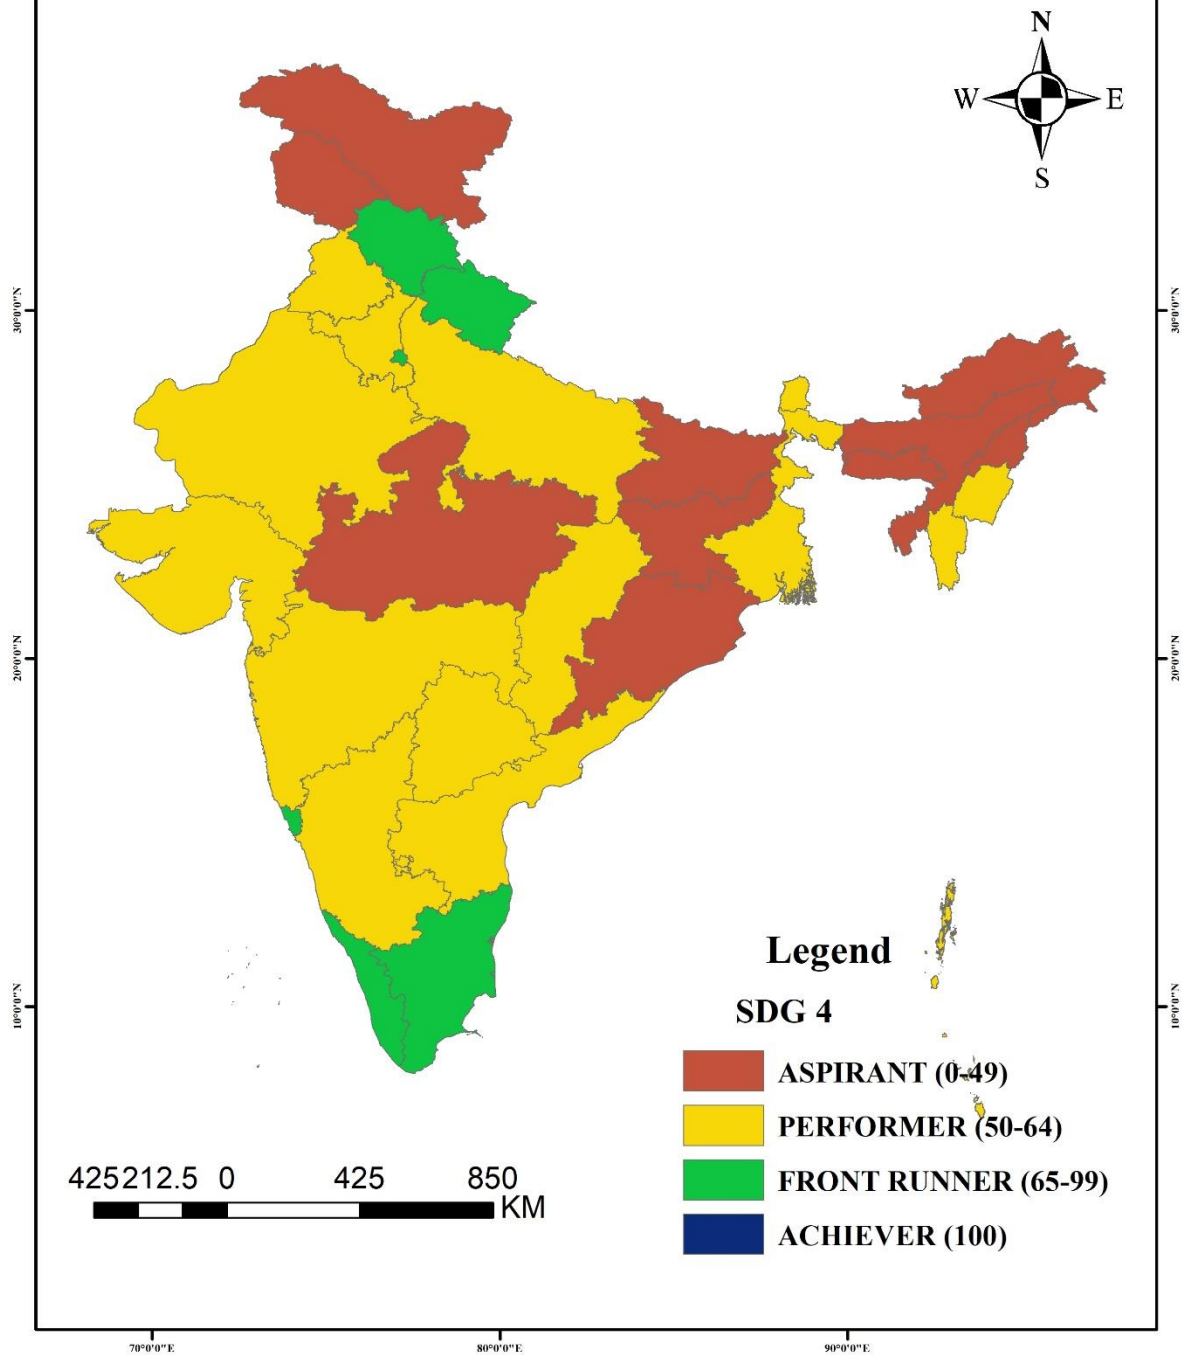 N
W E
S
30°0'0"N 30°0'0"N
20°0'0"N 20°0'0"N
10°0'0"N 10°0'0"N
Legend
SDG 4
ASPIRANT (0-49)
PERFORMER (50-64)
FRONT RUNNER (65-99)
ACHIEVER (100)
425 212.5 0 425 850
KM
70°0'0"E 80°0'0"E 90°0'0"E